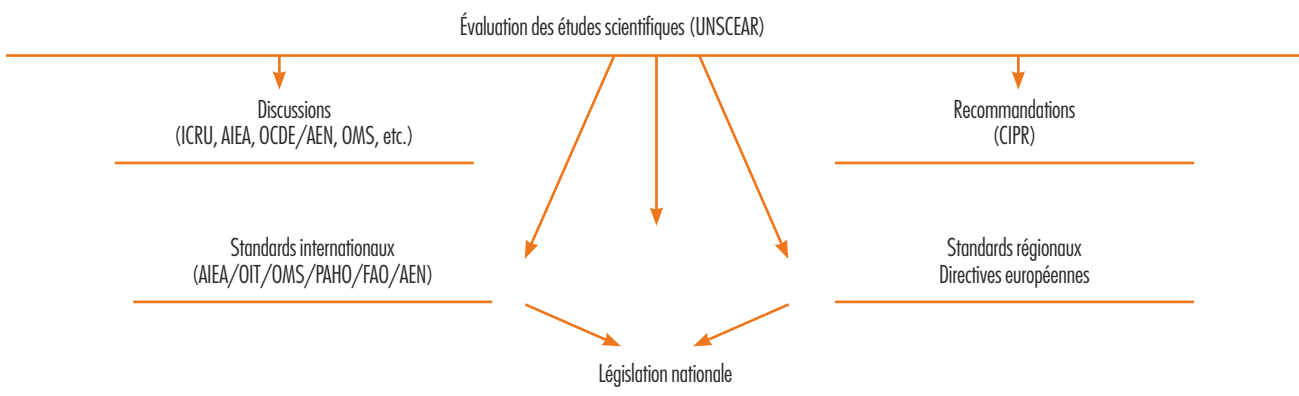 Évaluation des études scientifiques (UNSCEAR)
Discussions
(ICRU, AIEA, OCDE/AEN, OMS, etc.)
Recommandations
(CIPR)
Standards internationaux
(AIEA/OIT/OMS/PAHO/FAO/AEN)
Standards régionaux
Directives européennes
Législation nationale